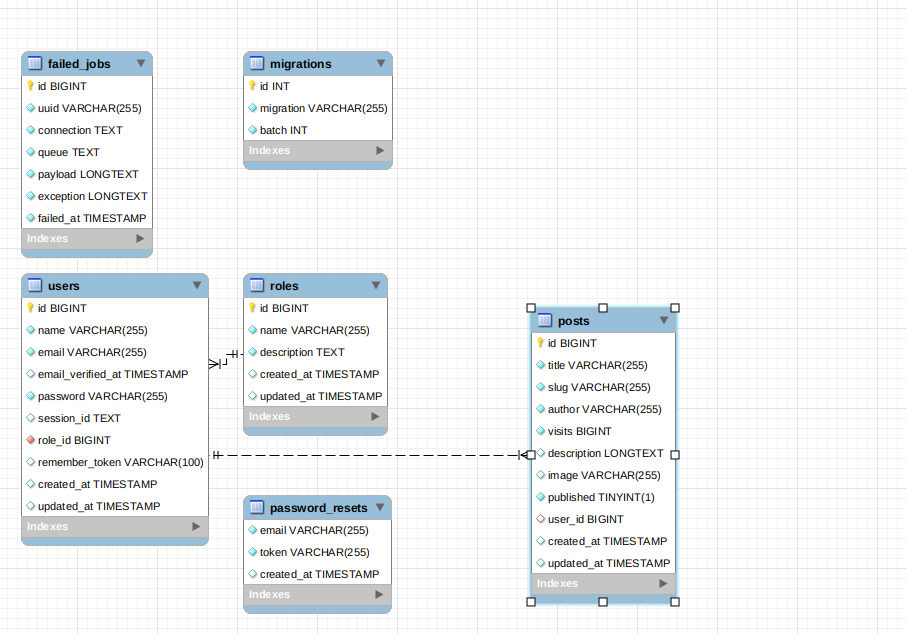 failed_jobs
id BIGINT
uuid VARCHAR(255)
connection TEXT
queue TEXT
payload LONGTEXT
exception LONGTEXT
failed_at TIMESTAMP
Indexes
migrations
id INT
migration VARCHAR(255)
batch INT
Indexes
users
id BIGINT
name VARCHAR(255)
email VARCHAR(255)
email_verified_at TIMESTAMP
password VARCHAR(255)
session_id TEXT
role_id BIGINT
remember_token VARCHAR(100)
created_at TIMESTAMP
updated_at TIMESTAMP
Indexes
roles
id BIGINT
name VARCHAR(255)
description TEXT
created_at TIMESTAMP
updated_at TIMESTAMP
Indexes
password_resets
email VARCHAR(255)
token VARCHAR(255)
created_at TIMESTAMP
Indexes
posts
id BIGINT
title VARCHAR(255)
slug VARCHAR(255)
author VARCHAR(255)
visits BIGINT
description LONGTEXT
image VARCHAR(255)
published TINYINT(1)
user_id BIGINT
created_at TIMESTAMP
updated_at TIMESTAMP
Indexes